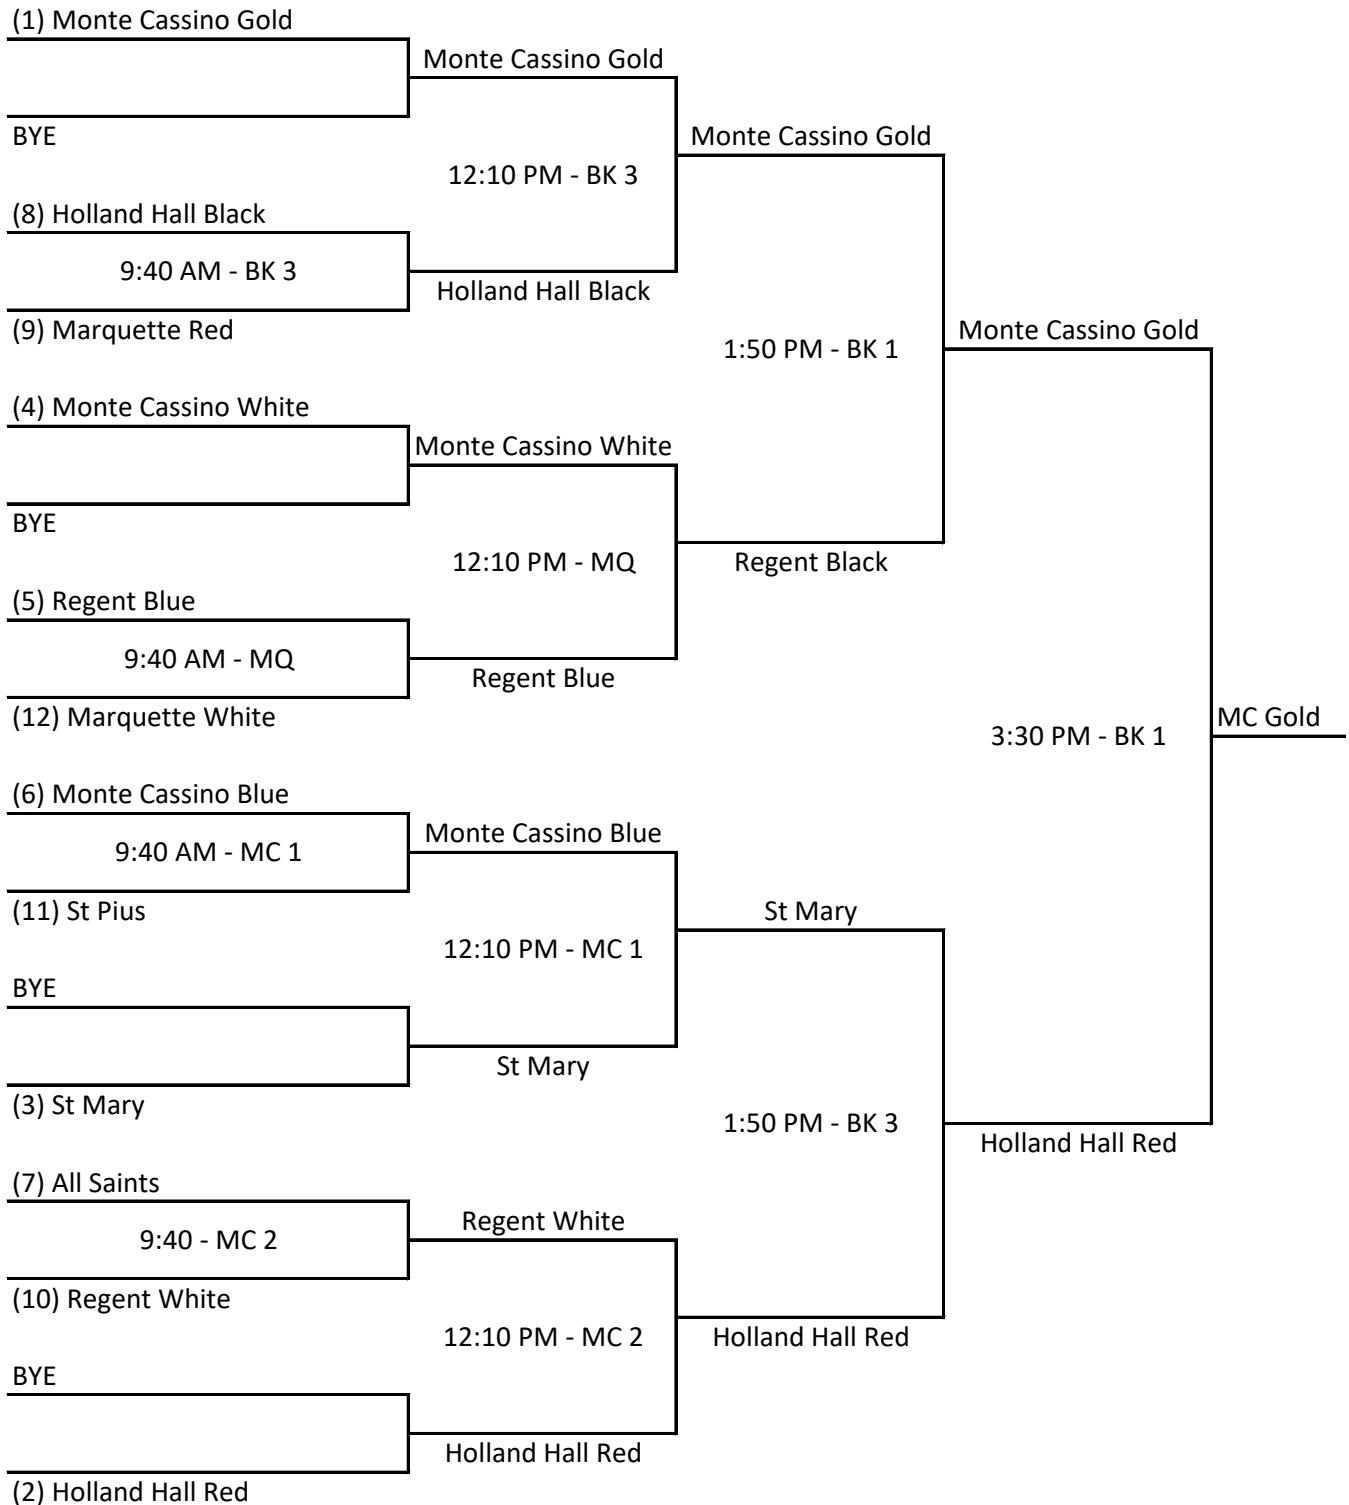 (1) Monte Cassino Gold
Monte Cassino Gold
BYE
Monte Cassino Gold
12:10 PM - BK 3
(8) Holland Hall Black
9:40 AM - BK 3
Holland Hall Black
(9) Marquette Red
Monte Cassino Gold
1:50 PM - BK 1
(4) Monte Cassino White
Monte Cassino White
BYE
12:10 PM - MQ
Regent Black
(5) Regent Blue
9:40 AM - MQ
Regent Blue
(12) Marquette White
MC Gold
3:30 PM - BK 1
(6) Monte Cassino Blue
Monte Cassino Blue
9:40 AM - MC 1
(11) St Pius
St Mary
12:10 PM - MC 1
BYE
St Mary
(3) St Mary
1:50 PM - BK 3
Holland Hall Red
(7) All Saints
Regent White
9:40 - MC 2
(10) Regent White
12:10 PM - MC 2
Holland Hall Red
BYE
Holland Hall Red
(2) Holland Hall Red